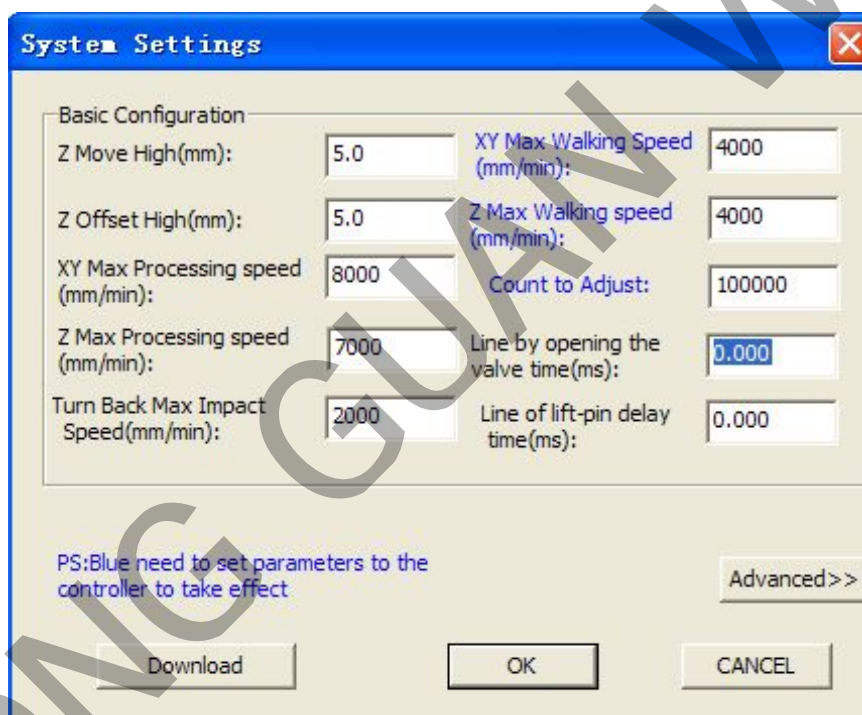 System Settings
Basic Configuration
Z Move High(mm):
5.0
XY Max Walking Speed
(mm/min):
4000
Z Offset High(mm):
5.0
Z Max Walking speed
(mm/min):
4000
XY Max Processing speed
(mm/min):
8000
Count to Adjust:
100000
Z Max Processing speed
(mm/min):
7000
Line by opening the
valve time(ms):
0.000
Turn Back Max Impact
Speed(mm/min):
2000
Line of lift-pin delay
time(ms):
0.000
PS:Blue need to set parameters to the
controller to take effect
Advanced>>
Download
OK
CANCEL
GUAN